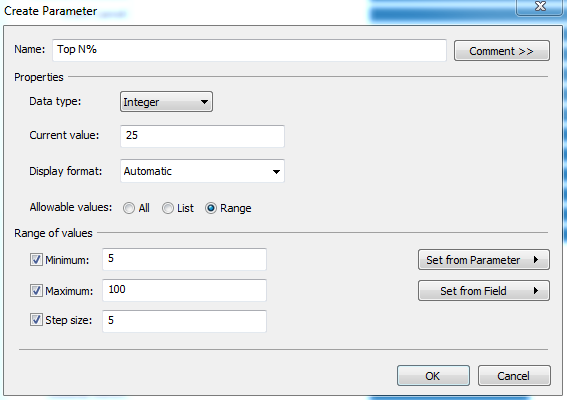 Create Parameter
Name: Top N% Comment >>
Properties
Data type: Integer
Current value: 25
Display format: Automatic
Allowable values: All List Range
Range of values
Minimum: 5 Set from Parameter
Maximum: 100 Set from Field
Step size: 5
OK Cancel